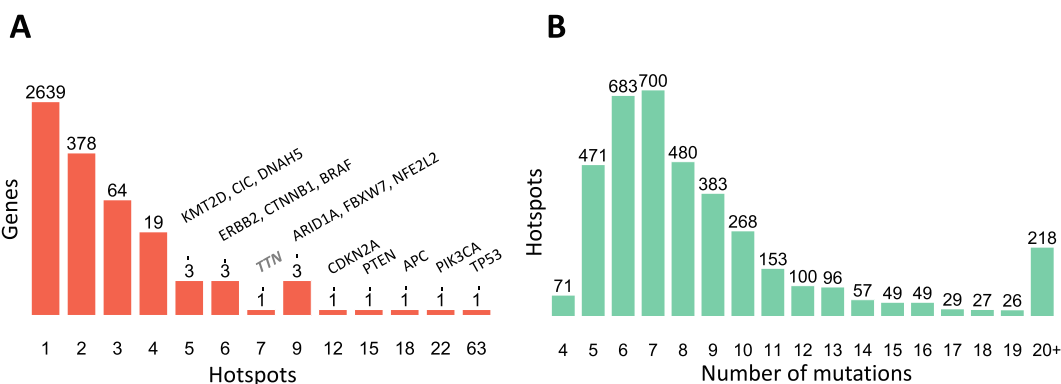 A
B
2639
378
64
19
3
3
1
3
1
1
1
1
1
KMT2D, CIC, DNAH5
ERBB2, CTNNB1, BRAF
TTN
ARID1A, FBXW7, NFE2L2
CDKN2A
PTEN
APC
PIK3CA
TP53
Genes
1 2 3 4 5 6 7 9 12 15 18 22 63
Hotspots
71
471
683
700
480
383
268
153
100
96
57
49
49
29
27
26
218
Hotspots
4 5 6 7 8 9 10 11 12 13 14 15 16 17 18 19 20+
Number of mutations